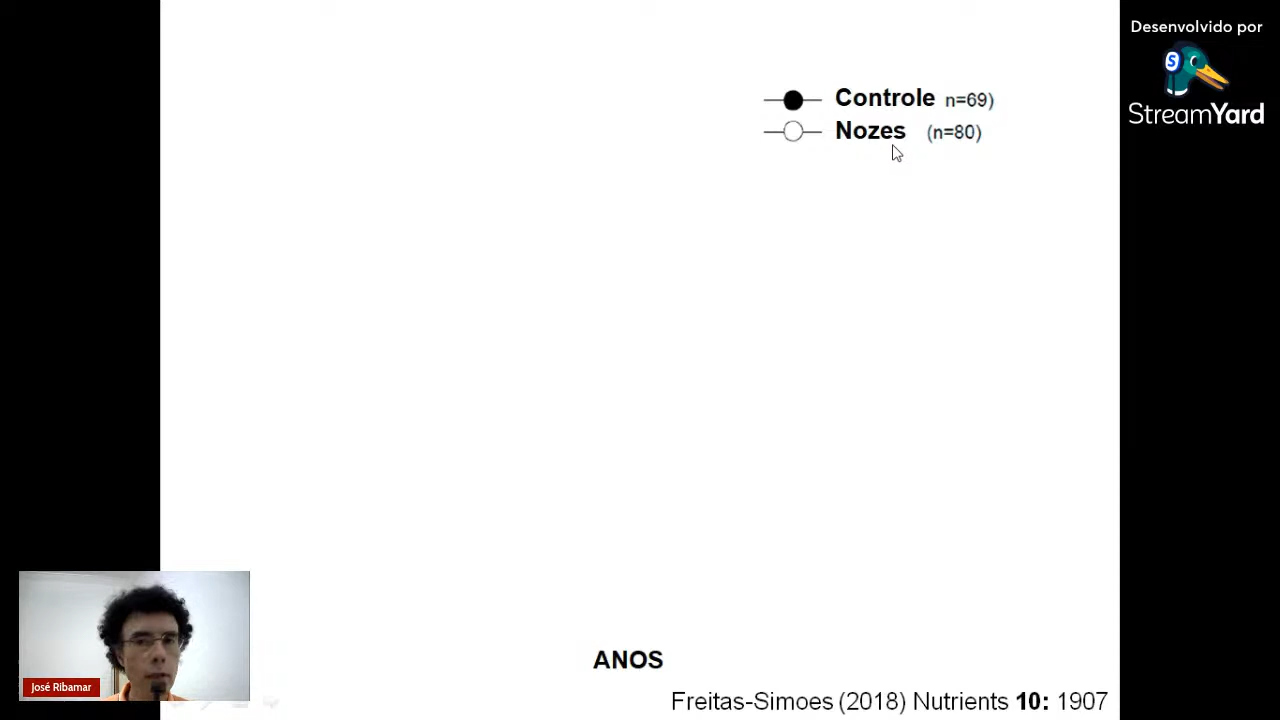 Desenvolvido por
StreamYard
Controle n=69)
Nozes (n=80)
ANOS
José Ribamar
Freitas-Simoes (2018) Nutrients 10: 1907